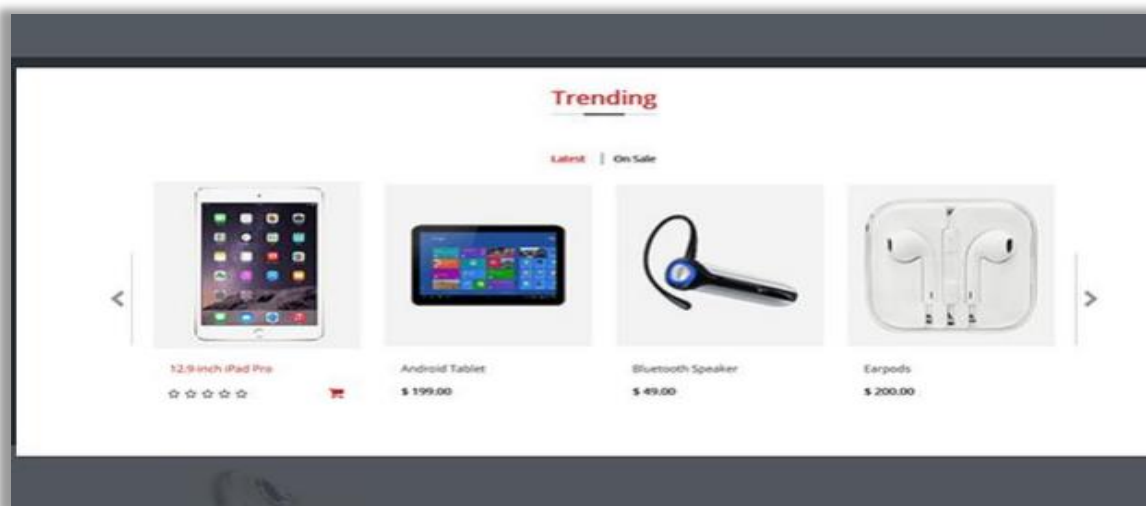 Trending
Latest | On Sale
12.9-inch iPad Pro
Android Tablet
$ 199.00
Bluetooth Speaker
$ 49.00
Earpods
$ 200.00